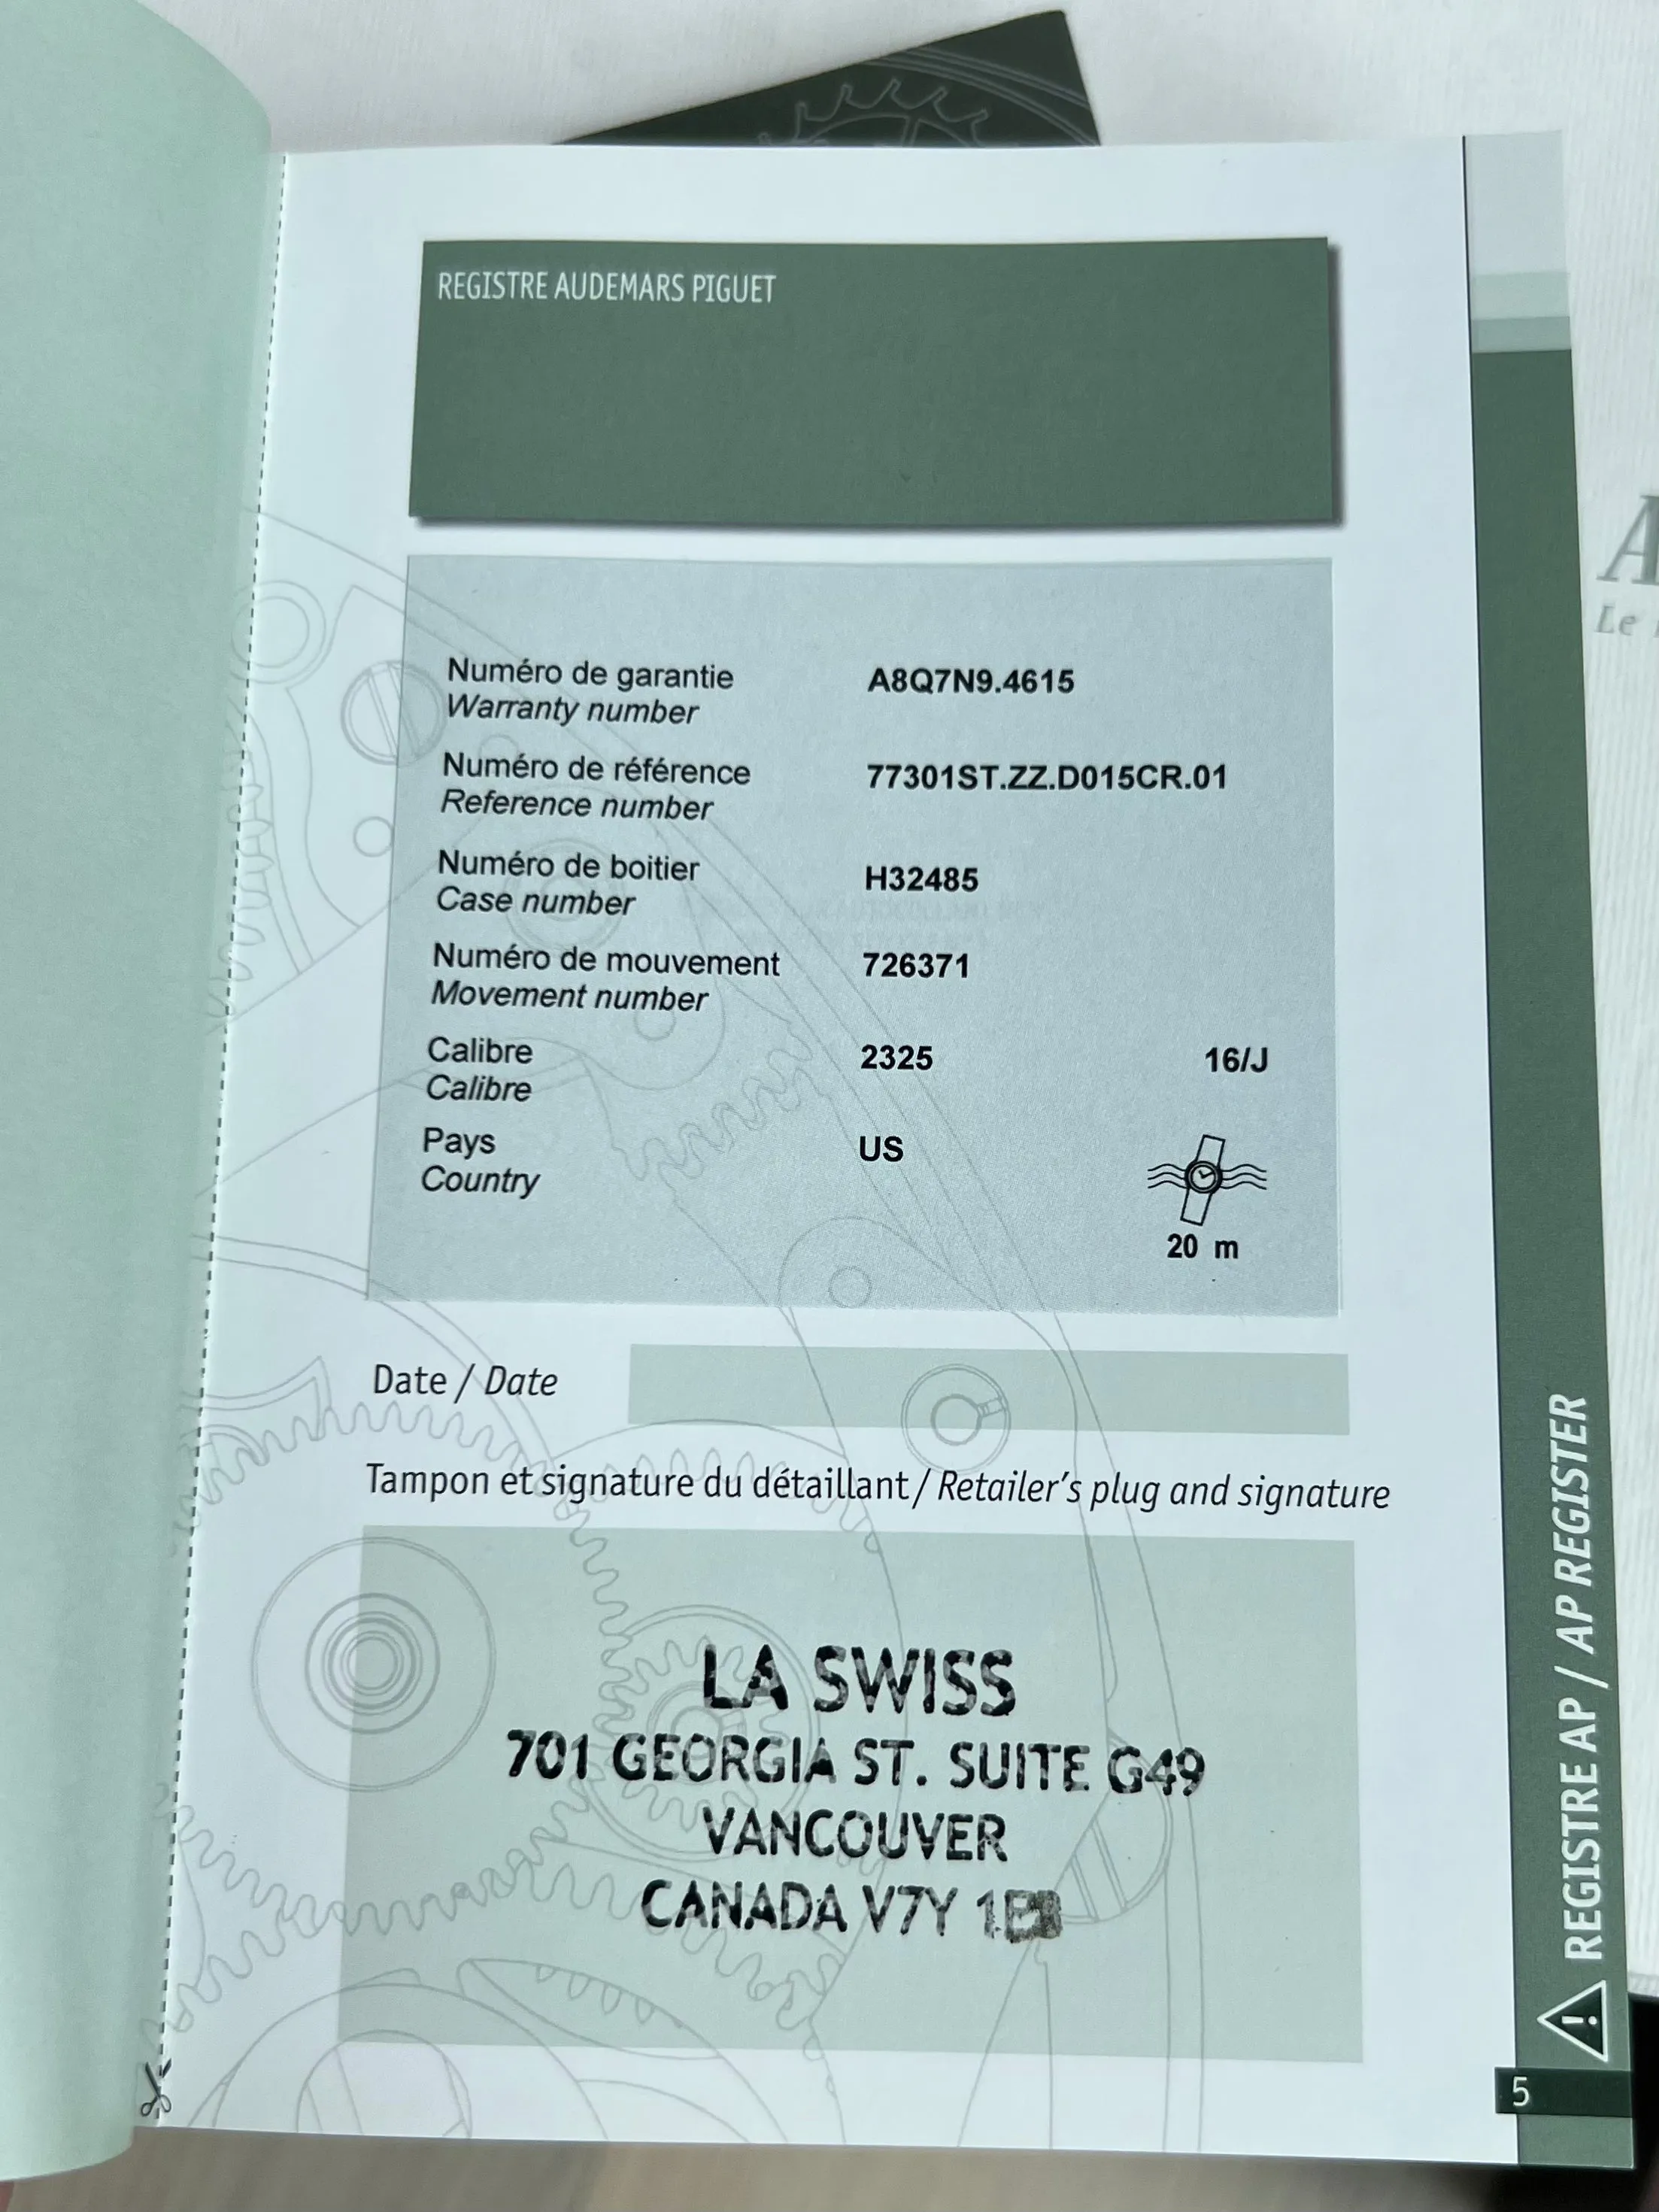 REGISTRE AUDEMARS PIGUET
Numéro de garantie
Warranty number
A8Q7N9.4615
Numéro de référence
Reference number
77301ST.ZZ.D015CR.01
Numéro de boitier
Case number
H32485
Numéro de mouvement
Movement number
726371
Calibre
Calibre
2325 16/J
Pays
Country
US
20 m
Date / Date
Tampon et signature du détaillant / Retailer's plug and signature
LA SWISS
701 GEORGIA ST. SUITE G49
VANCOUVER
CANADA V7Y
REGISTRE AP / AP REGISTER
5
A
Le